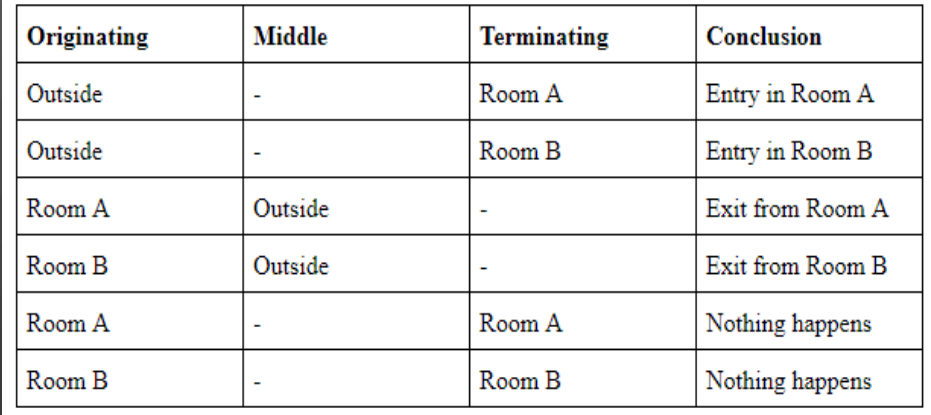 Originating Middle Terminating Conclusion
Outside - Room A Entry in Room A
Outside - Room B Entry in Room B
Room A Outside - Exit from Room A
Room B Outside - Exit from Room B
Room A - Room A Nothing happens
Room B - Room B Nothing happens